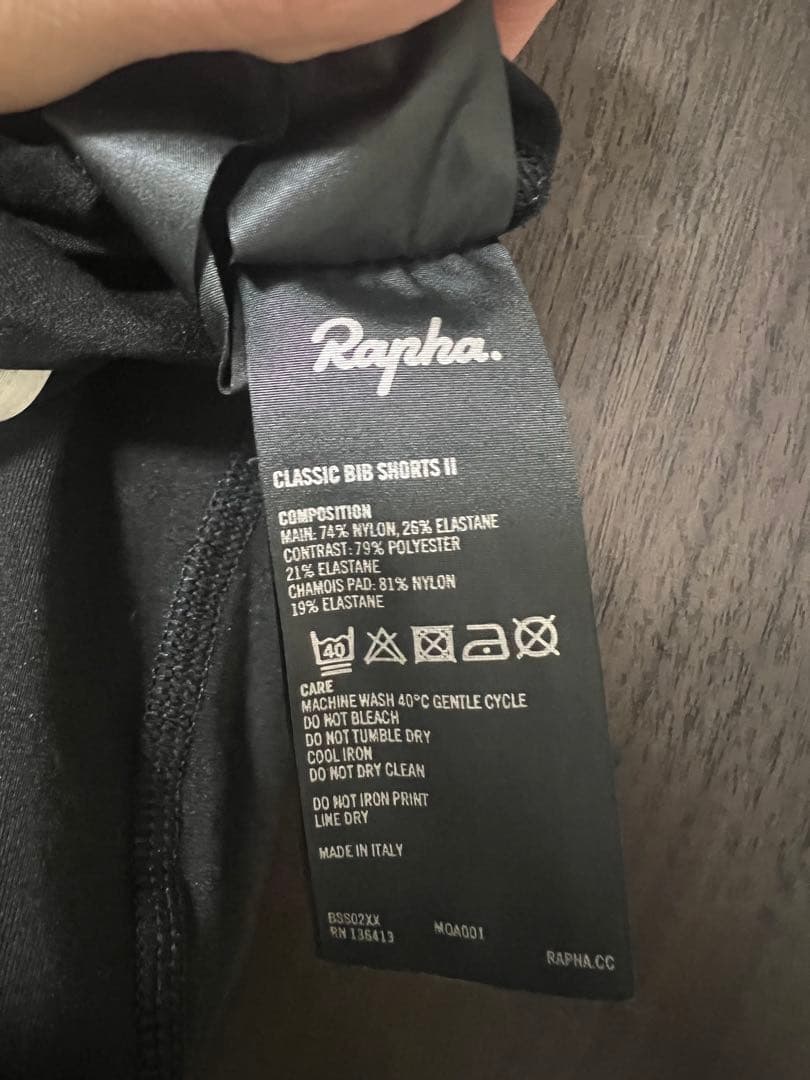 Rapha.
CLASSIC BIB SHORTS II
COMPOSITION
MAIN: 74% NYLON, 26% ELASTANE
CONTRAST: 79% POLYESTER
21% ELASTANE
CHAMOIS PAD: 81% NYLON
19% ELASTANE
40
CARE
MACHINE WASH 40°C GENTLE CYCLE
DO NOT BLEACH
DO NOT TUMBLE DRY
COOL IRON
DO NOT DRY CLEAN
DO NOT IRON PRINT
LINE DRY
MADE IN ITALY
BSS02XX MOA001
RN 136413
RAPHA.CC